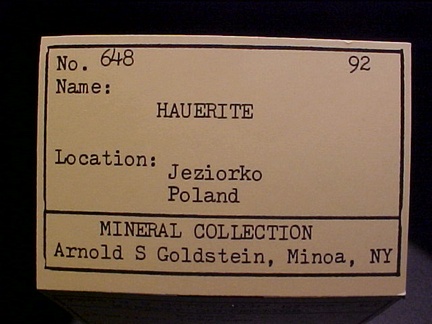 No. 648 92
Name:
HAUERITE
Location:
Jeziorko
Poland
MINERAL COLLECTION
Arnold S Goldstein, Minoa, NY